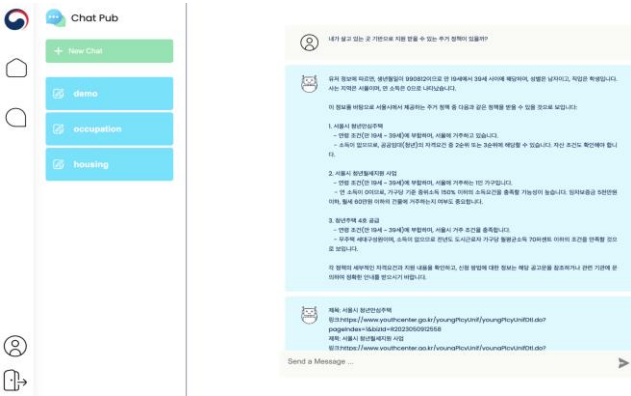 Chat Pub
+ New Chat
demo
occupation
housing
내가 살고 있는 곳 기반으로 지원 받을 수 있는 주거 정책이 있을까?
유저 정보에 따르면, 생년월일이 990812이므로 만 19세에서 39세 사이에 해당하며, 성별은 남자이고, 직업은 학생입니다.
사는 지역은 서울이며, 연 소득은 0으로 나타났습니다.
이 정보를 바탕으로 서울시에서 제공하는 주거 정책 중 다음과 같은 정책을 받을 수 있을 것으로 보입니다:
1. 서울시 청년안심주택
- 연령 조건(만 19세 - 39세)에 부합하며, 서울에 거주하고 있습니다.
- 소득이 없으므로, 공공임대(청년)의 자격요건 중 2순위 또는 3순위에 해당할 수 있습니다. 자산 조건도 확인해야 합니
다.
2. 서울시 청년월세지원 사업
- 연령 조건(만 19세 - 39세)에 부합하며, 서울에 거주하는 1인 가구입니다.
- 연 소득이 0이므로, 가구당 기준 중위소득 150% 이하의 소득요건을 충족할 가능성이 높습니다. 임차보증금 5천만원
이하, 월세 60만원 이하의 건물에 거주하는지 여부도 중요합니다.
3. 청년주택 4호 공급
- 연령 조건(만 19세 - 39세)에 부합하며, 서울시 거주 조건을 충족합니다.
- 무주택 세대구성원이며, 소득이 없으므로 전년도 도시근로자 가구당 월평균소득 70퍼센트 이하의 조건을 만족할 것으
로 보입니다.
각 정책의 세부적인 자격요건과 지원 내용을 확인하고, 신청 방법에 대한 정보는 해당 공고문을 참조하거나 관련 기관에 문
의하여 정확한 안내를 받으시기 바랍니다.
제목: 서울시 청년안심주택
링크:https://www.youthcenter.go.kr/youngPlcyUnif/youngPlcyUnifDtl.do?
pageIndex=1&bizId=R2023050912558
제목: 서울시 청년월세지원 사업
링크:https://www.youthcenter.go.kr/youngPlcyUnif/youngPlcyUnifDtl.do?
Send a Message ...